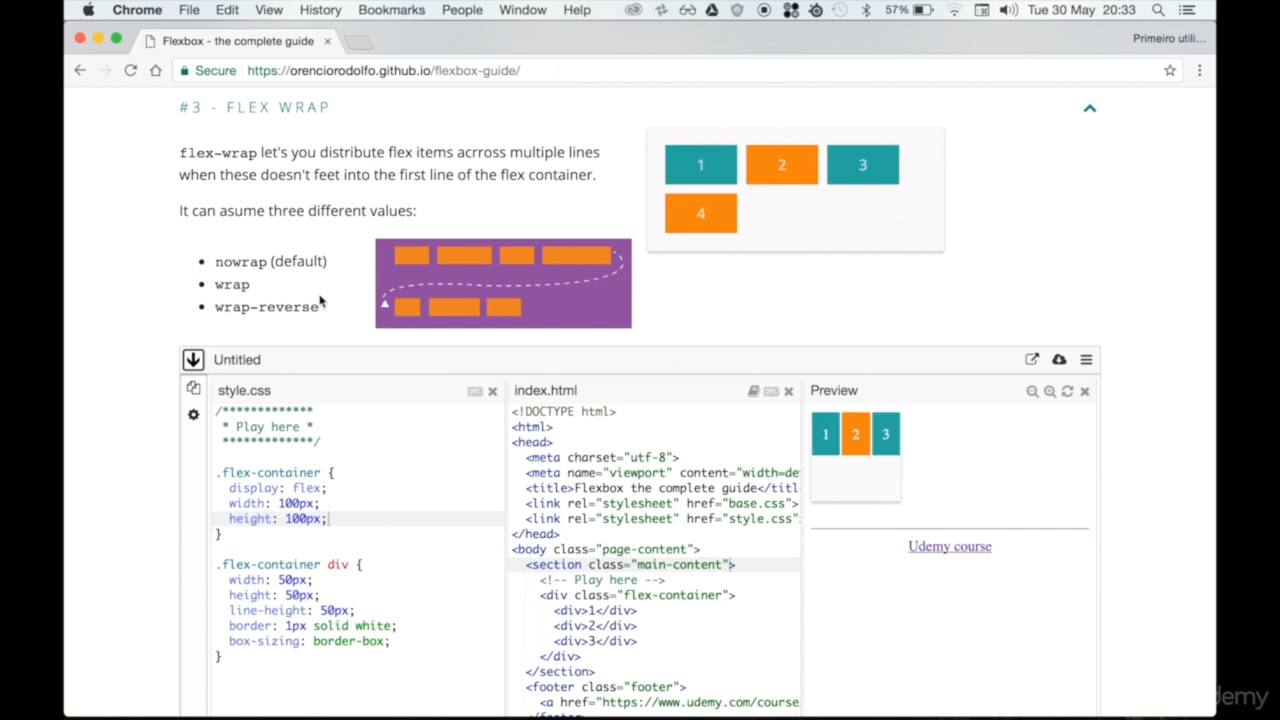 Chrome File Edit View History Bookmarks People Window Help 57% Tue 30 May 20:33
Flexbox - the complete guide Primeiro utili...
Secure https://orenciorodolfo.github.io/flexbox-guide/
#3 - FLEX WRAP
flex-wrap let's you distribute flex items acrross multiple lines
when these doesn't feet into the first line of the flex container.
It can asume three different values:
nowrap (default)
wrap
wrap-reverse
1 2 3
4
Untitled
style.css
/*************
* Play here *
*************/
.flex-container {
display: flex;
width: 100px;
height: 100px;
}
.flex-container div {
width: 50px;
height: 50px;
line-height: 50px;
border: 1px solid white;
box-sizing: border-box;
}
index.html
<!DOCTYPE html>
<html>
<head>
<meta charset="utf-8">
<meta name="viewport" content="width=de
<title>Flexbox the complete guide</titl
<link rel="stylesheet" href="base.css">
<link rel="stylesheet" href="style.css"
</head>
<body class="page-content">
<section class="main-content">
<!-- Play here -->
<div class="flex-container">
<div>1</div>
<div>2</div>
<div>3</div>
</div>
</section>
<footer class="footer">
<a href="https://www.udemy.com/course
Preview
1 2 3
Udemy course